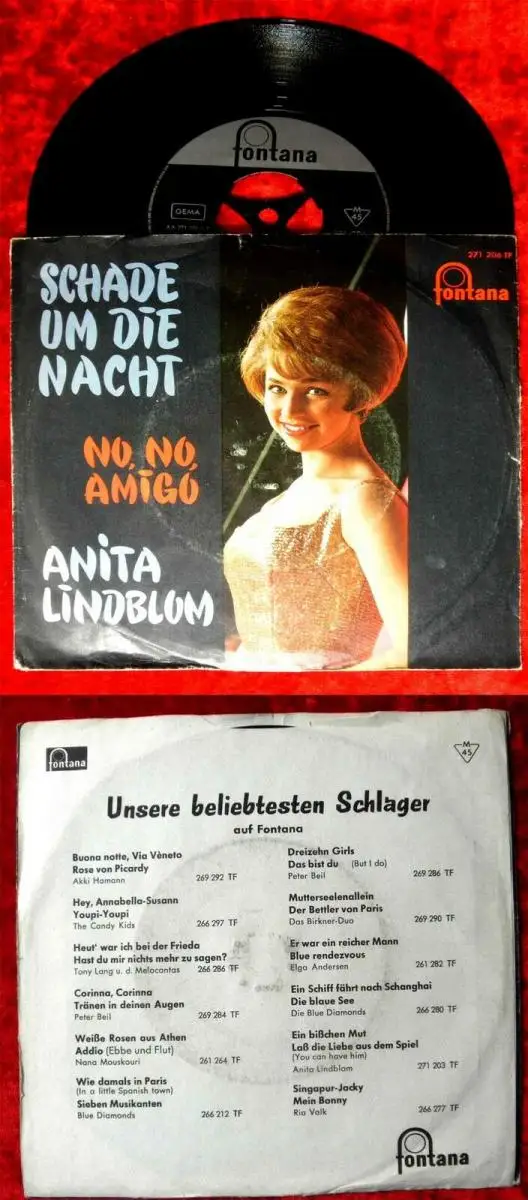 fontana
GEMA
M
45
271 206 TF
fontana
SCHADE
UM DIE
NACHT
NO, NO,
AMIGO
ANITA
LINDBLOM
fontana
M
45
Unsere beliebtesten Schlager
auf Fontana
Buona notte, Via Vèneto
Rose von Picardy
Akki Hamann 269 292 TF
Hey, Annabella-Susann
Youpi-Youpi
The Candy Kids 266 297 TF
Heut' war ich bei der Frieda
Hast du mir nichts mehr zu sagen?
Tony Lang u. d. Melocantas 266 286 TF
Corinna, Corinna
Tränen in deinen Augen
Peter Beil 269 284 TF
Weiße Rosen aus Athen
Addio (Ebbe und Flut)
Nana Mouskouri 261 264 TF
Wie damals in Paris
(In a little Spanish town)
Sieben Musikanten
Blue Diamonds 266 212 TF
Dreizehn Girls
Das bist du (But I do)
Peter Beil 269 286 TF
Mutterseelenallein
Der Bettler von Paris
Das Birkner-Duo 269 290 TF
Er war ein reicher Mann
Blue rendezvous
Elga Andersen 261 282 TF
Ein Schiff fährt nach Schanghai
Die blaue See
Die Blue Diamonds 266 280 TF
Ein bißchen Mut
Laß die Liebe aus dem Spiel
(You can have him)
Anita Lindblom 271 203 TF
Singapur-Jacky
Mein Bonny
Ria Valk 266 277 TF
fontana